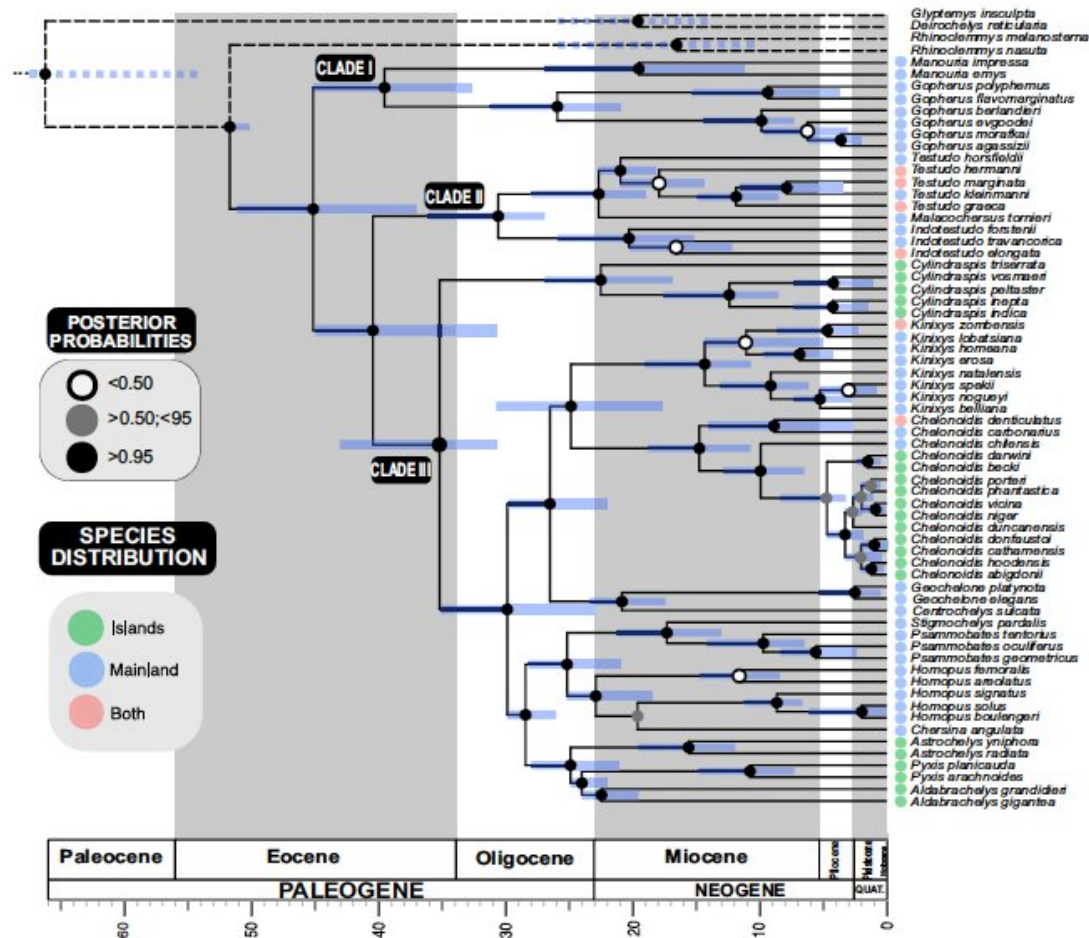 Glyptemys insculpta
Deirochelys reticularia
Rhinoclemmys melanosterna
Rhinoclemmys nasuta
CLADE I
Manouria impressa
Manouria emys
Gopherus polyphemus
Gopherus flavomarginatus
Gopherus berlandieri
Gopherus evgoodei
Gopherus morafkai
Gopherus agassizii
Testudo horsfieldii
Testudo hermanni
CLADE II
Testudo marginata
Testudo kleinmanni
Testudo graeca
Malacochersus tornieri
Indotestudo forstenii
Indotestudo travancorica
Indotestudo elongata
Cylindraspis triserrata
Cylindraspis vosmaeri
Cylindraspis peltaster
Cylindraspis inepta
Cylindraspis indica
POSTERIOR
PROBABILITIES
<0.50
>0.50;<95
>0.95
Kinixys zombensis
Kinixys lobatsiana
Kinixys homeana
Kinixys erosa
Kinixys natalensis
Kinixys spekii
Kinixys nogueyi
Kinixys belliana
Chelonoidis denticulatus
Chelonoidis carbonarius
Chelonoidis chilensis
CLADE III
Chelonoidis darwini
Chelonoidis becki
Chelonoidis porteri
Chelonoidis phantastica
Chelonoidis vicina
Chelonoidis niger
Chelonoidis duncanensis
Chelonoidis donfaustoi
Chelonoidis cathamensis
Chelonoidis hoodensis
Chelonoidis abigdonii
SPECIES
DISTRIBUTION
Islands
Mainland
Both
Geochelone platynota
Geochelone elegans
Centrochelys sulcata
Stigmochelys pardalis
Psammobates tentorius
Psammobates oculiferus
Psammobates geometricus
Homopus femoralis
Homopus areolatus
Homopus signatus
Homopus solus
Homopus boulengeri
Chersina angulata
Astrochelys yniphora
Astrochelys radiata
Pyxis planicauda
Pyxis arachnoides
Aldabrachelys grandidieri
Aldabrachelys gigantea
Paleocene
Eocene
Oligocene
Miocene
Pliocene
Pleistocene
Holocene
PALEOGENE
NEOGENE
QUAT.
60
50
40
30
20
10
0